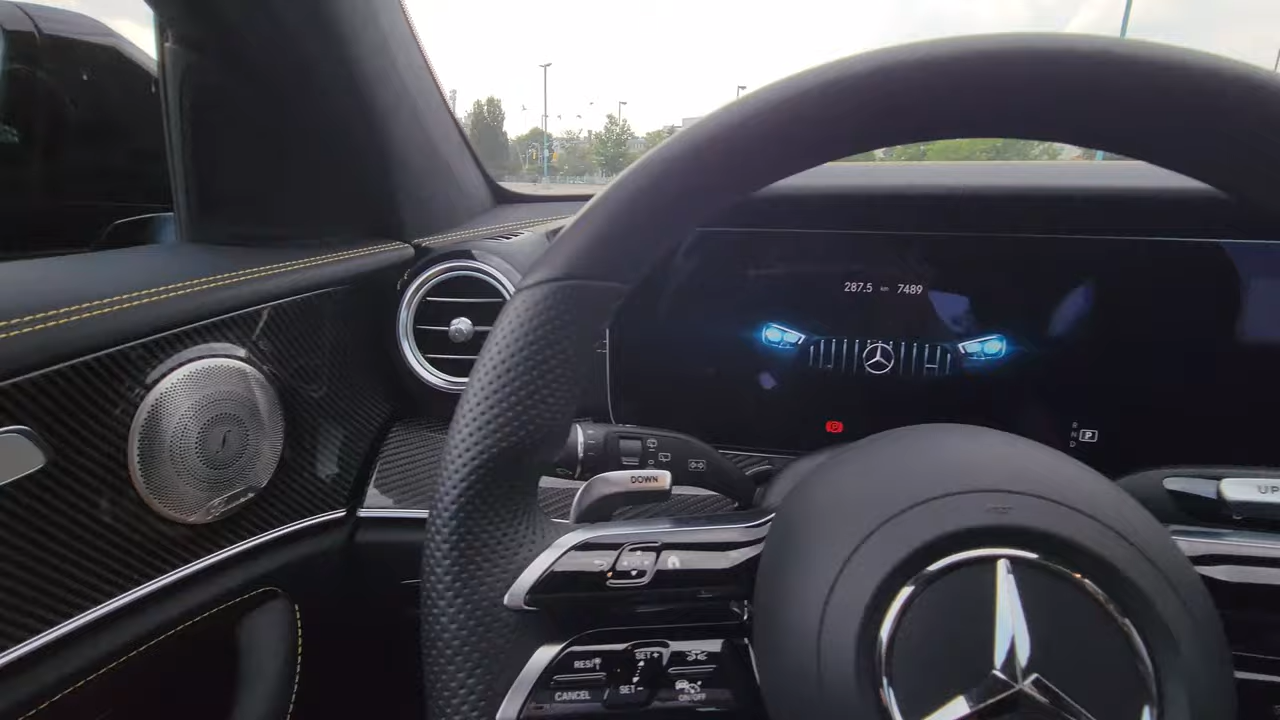 287.5 km 7489
P
R
N P
D
DOWN
UP
RES/
SET+
CANCEL
SET-
ON/OFF